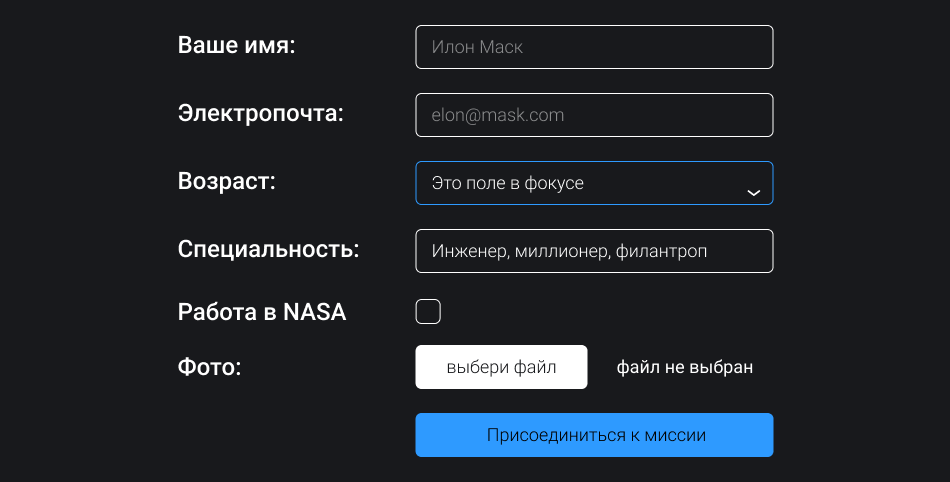 Ваше имя: Илон Маск
Электропочта: elon@mask.com
Возраст: Это поле в фокусе
Специальность: Инженер, миллионер, филантроп
Работа в NASA
Фото: выбери файл файл не выбран
Присоединиться к миссии